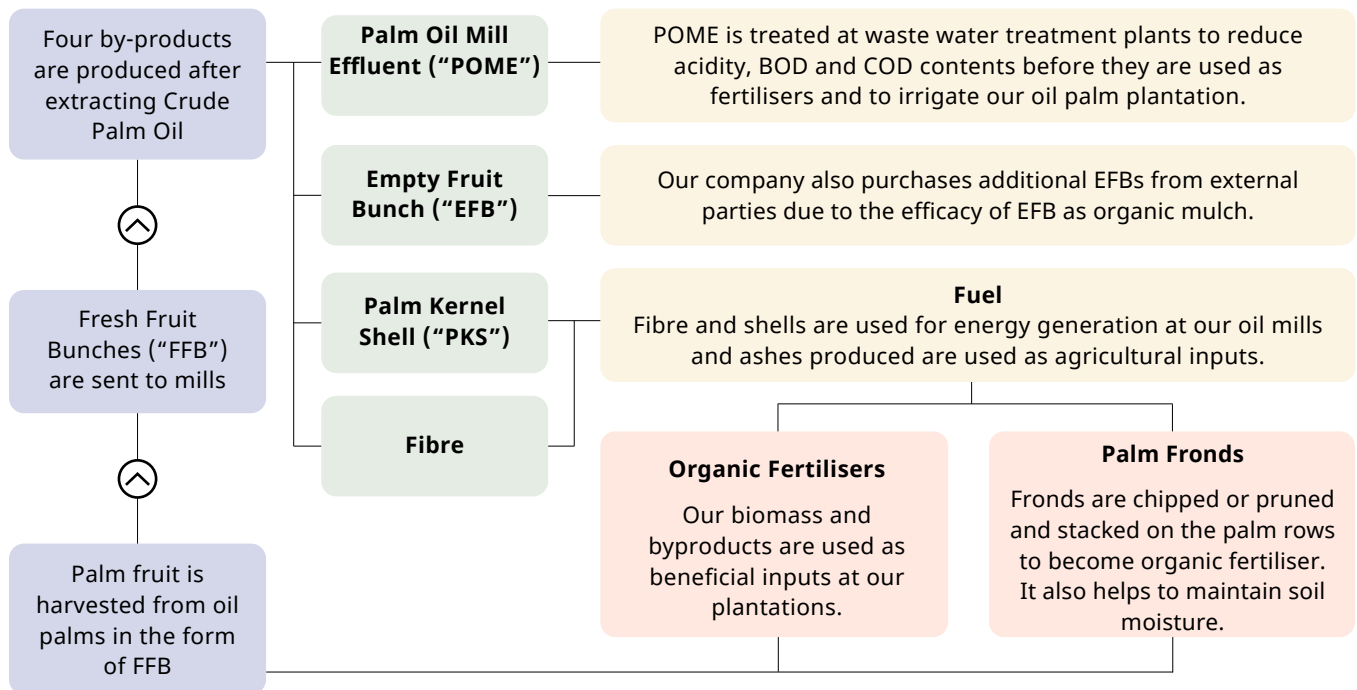 Four by-products
are produced after
extracting Crude
Palm Oil
Fresh Fruit
Bunches (“FFB”)
are sent to mills
Palm fruit is
harvested from oil
palms in the form
of FFB
Palm Oil Mill
Effluent (“POME”)
POME is treated at waste water treatment plants to reduce
acidity, BOD and COD contents before they are used as
fertilisers and to irrigate our oil palm plantation.
Empty Fruit
Bunch (“EFB”)
Our company also purchases additional EFBs from external
parties due to the efficacy of EFB as organic mulch.
Palm Kernel
Shell (“PKS”)
Fibre
Fuel
Fibre and shells are used for energy generation at our oil mills
and ashes produced are used as agricultural inputs.
Organic Fertilisers
Our biomass and
byproducts are used as
beneficial inputs at our
plantations.
Palm Fronds
Fronds are chipped or pruned
and stacked on the palm rows
to become organic fertiliser.
It also helps to maintain soil
moisture.